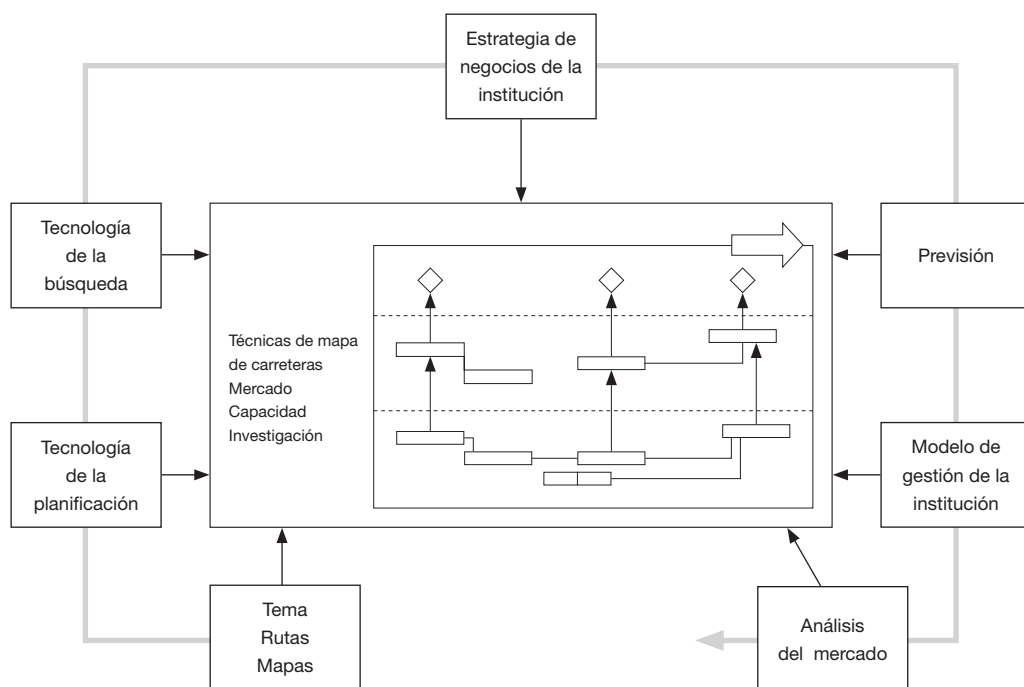 Estrategia de
negocios de la
institución
Tecnología
de la
búsqueda
Previsión
Técnicas de mapa
de carreteras
Mercado
Capacidad
Investigación
Tecnología
de la
planificación
Modelo de
gestión de la
institución
Tema
Rutas
Mapas
Análisis
del mercado